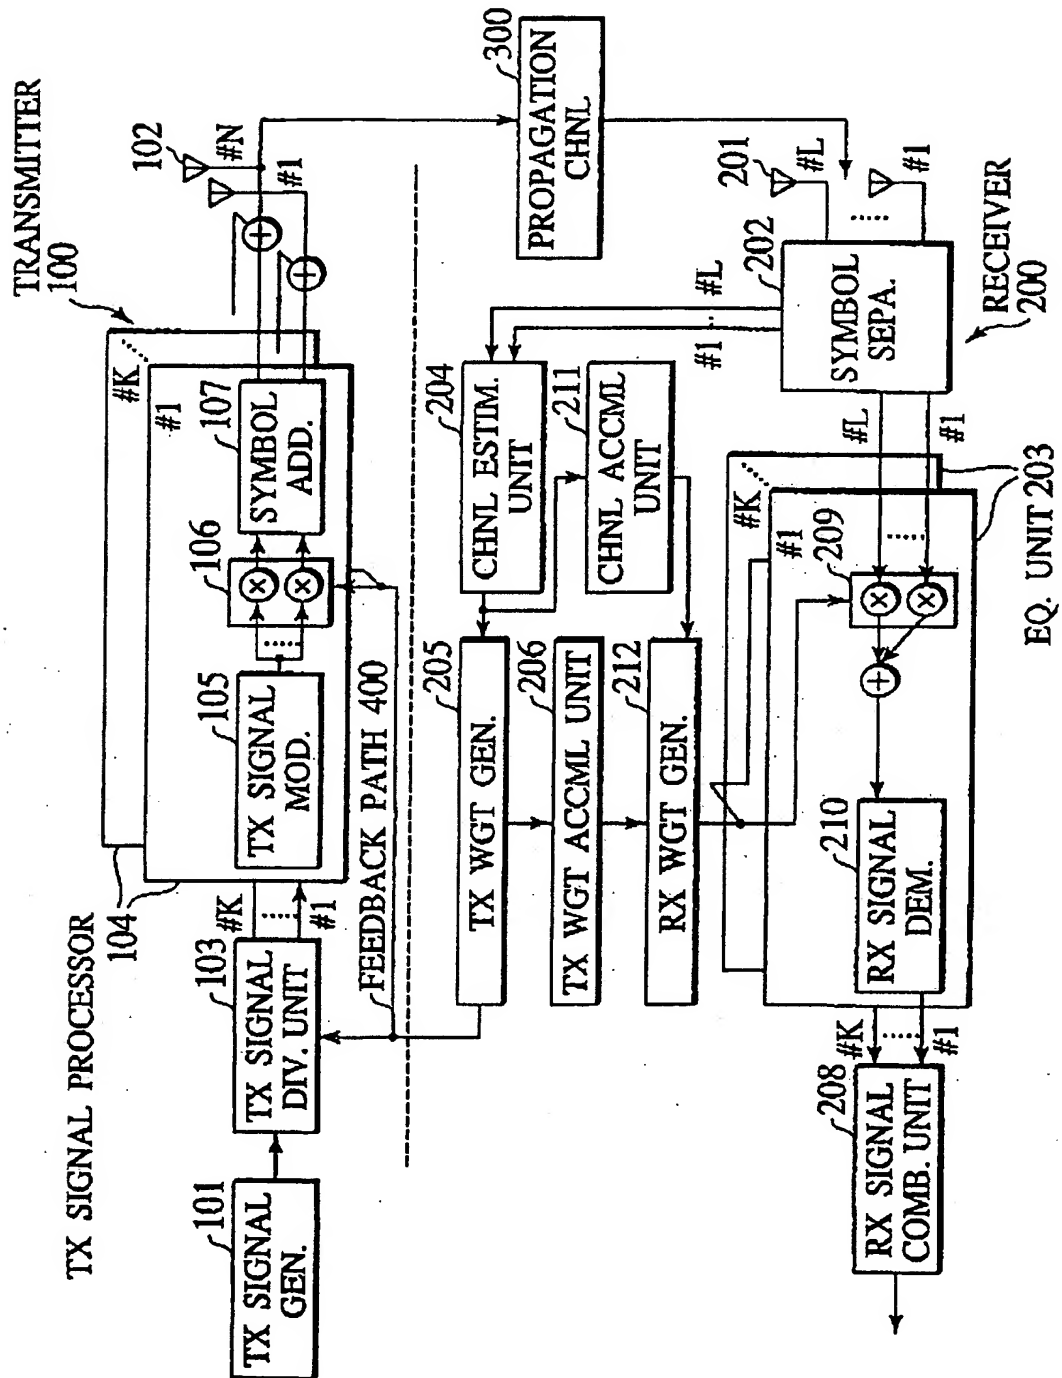 TRANSMITTER
100
TX SIGNAL PROCESSOR
104
101
TX SIGNAL
GEN.
103
TX SIGNAL
DIV. UNIT
#K
#1
#K
#1
105
TX SIGNAL
MOD.
106
107
SYMBOL
ADD.
102
#N
#1
FEEDBACK PATH 400
300
PROPAGATION
CHNL
204
CHNL ESTIM.
UNIT
#L
#1
211
CHNL ACCML
UNIT
205
TX WGT GEN.
206
TX WGT ACCML UNIT
212
RX WGT GEN.
201
#L
#1
202
SYMBOL
SEPA.
RECEIVER
200
#L
#1
#K
#1
209
210
RX SIGNAL
DEM.
EQ. UNIT 203
#K
#1
208
RX SIGNAL
COMB. UNIT